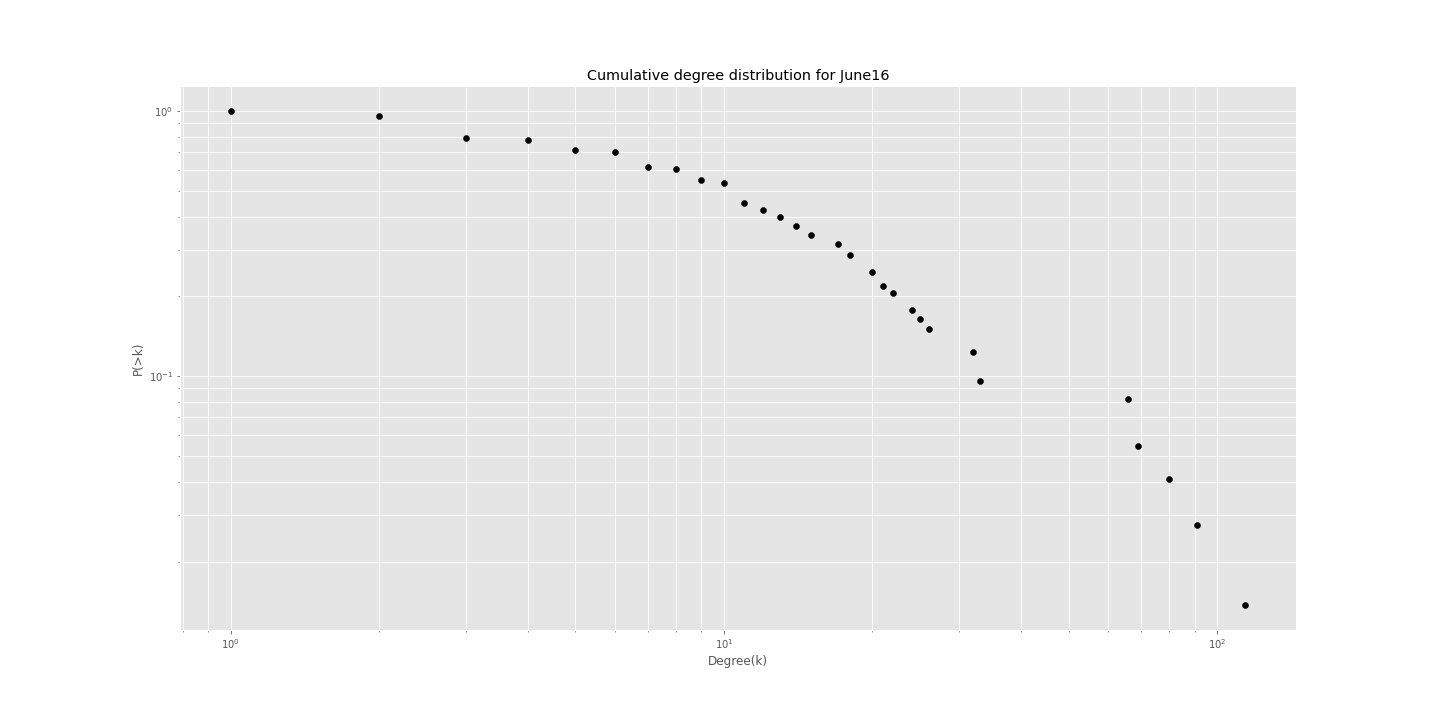 Cumulative degree distribution for June16
10⁰
10⁻¹
P(>k)
10⁰ 10¹ 10²
Degree(k)